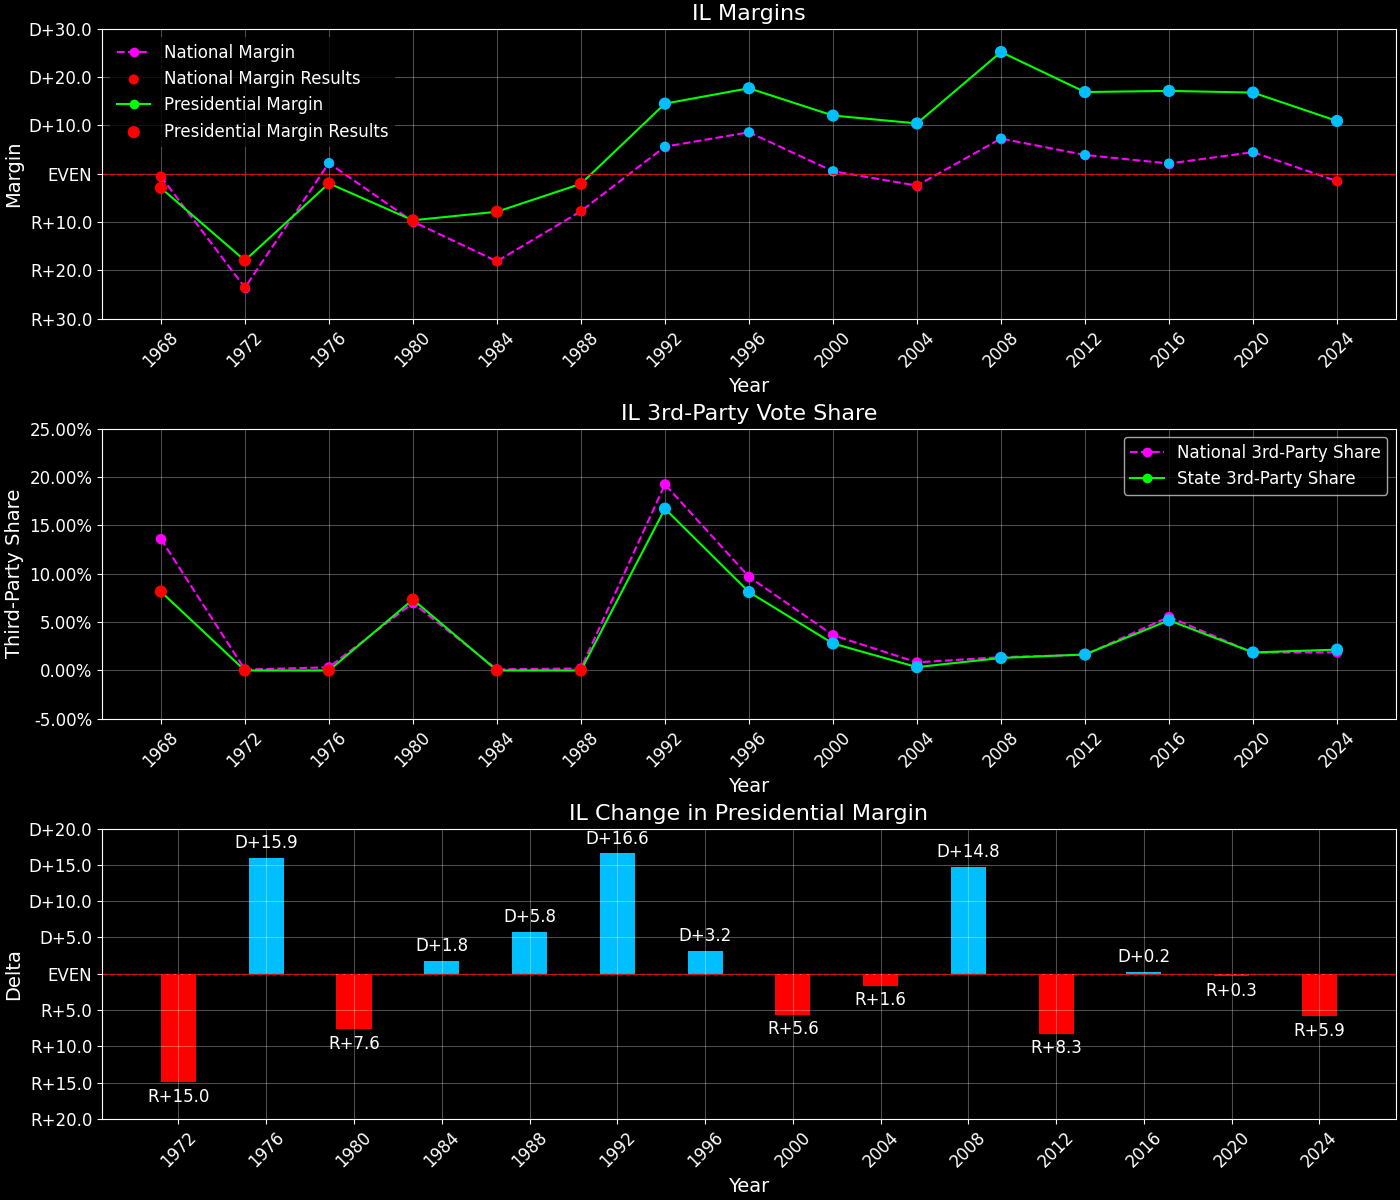 IL Margins
D+30.0
D+20.0
D+10.0
EVEN
R+10.0
R+20.0
R+30.0
Margin
National Margin
National Margin Results
Presidential Margin
Presidential Margin Results
1968 1972 1976 1980 1984 1988 1992 1996 2000 2004 2008 2012 2016 2020 2024
Year
IL 3rd-Party Vote Share
25.00%
20.00%
15.00%
10.00%
5.00%
0.00%
-5.00%
Third-Party Share
National 3rd-Party Share
State 3rd-Party Share
1968 1972 1976 1980 1984 1988 1992 1996 2000 2004 2008 2012 2016 2020 2024
Year
IL Change in Presidential Margin
D+20.0
D+15.0
D+10.0
D+5.0
EVEN
R+5.0
R+10.0
R+15.0
R+20.0
Delta
R+15.0
D+15.9
R+7.6
D+1.8
D+5.8
D+16.6
D+3.2
R+5.6
R+1.6
D+14.8
R+8.3
D+0.2
R+0.3
R+5.9
1972 1976 1980 1984 1988 1992 1996 2000 2004 2008 2012 2016 2020 2024
Year